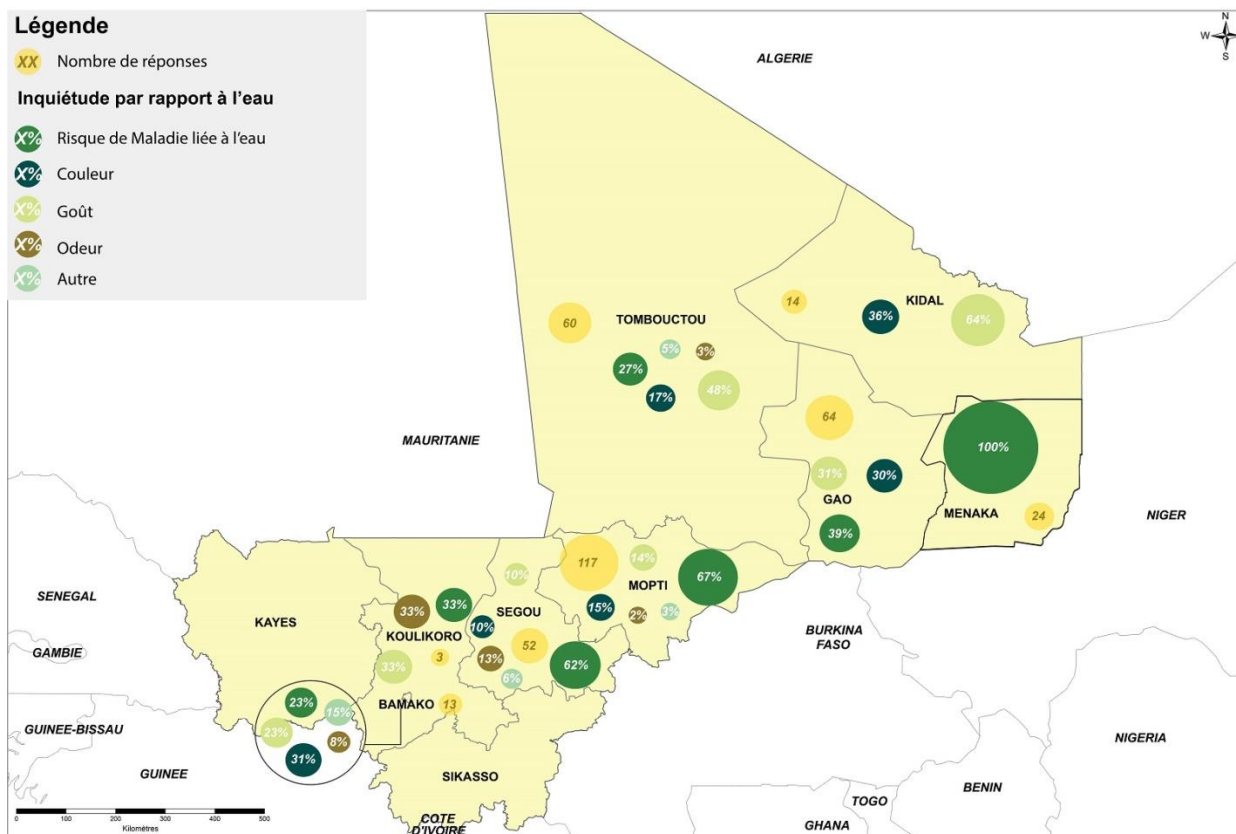 Légende
XX Nombre de réponses
Inquiétude par rapport à l'eau
X% Risque de Maladie liée à l'eau
X% Couleur
X% Goût
X% Odeur
X% Autre
N
W
E
S
ALGERIE
MAURITANIE
NIGER
SENEGAL
GAMBIE
GUINEE-BISSAU
GUINEE
COTE
D'IVOIRE
BURKINA
FASO
GHANA
TOGO
BENIN
NIGERIA
KIDAL
14
36%
64%
TOMBOUCTOU
60
5%
3%
27%
17%
48%
GAO
64
31%
30%
39%
MENAKA
100%
24
MOPTI
117
14%
67%
15%
2%
3%
SEGOU
10%
10%
52
13%
6%
62%
KOULIKORO
33%
33%
3
33%
KAYES
BAMAKO
13
23%
15%
23%
8%
31%
SIKASSO
0 100 200 300 400 500
Kilomètres